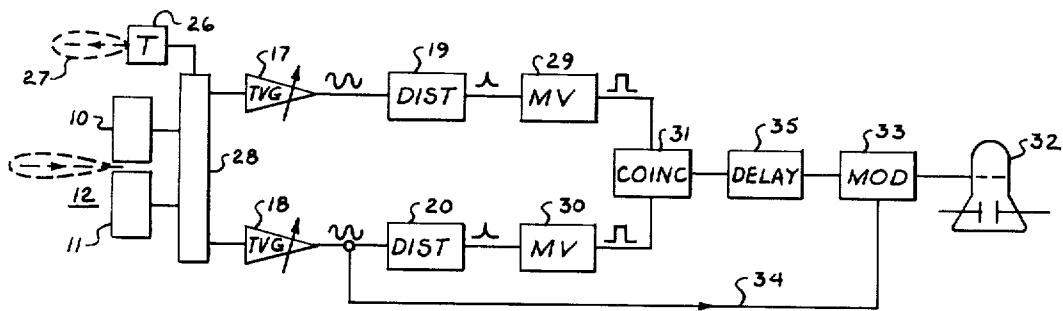 26
T
27
17
TVG
19
DIST
29
MV
10
12
11
28
31
COINC
35
DELAY
33
MOD
32
18
TVG
20
DIST
30
MV
34